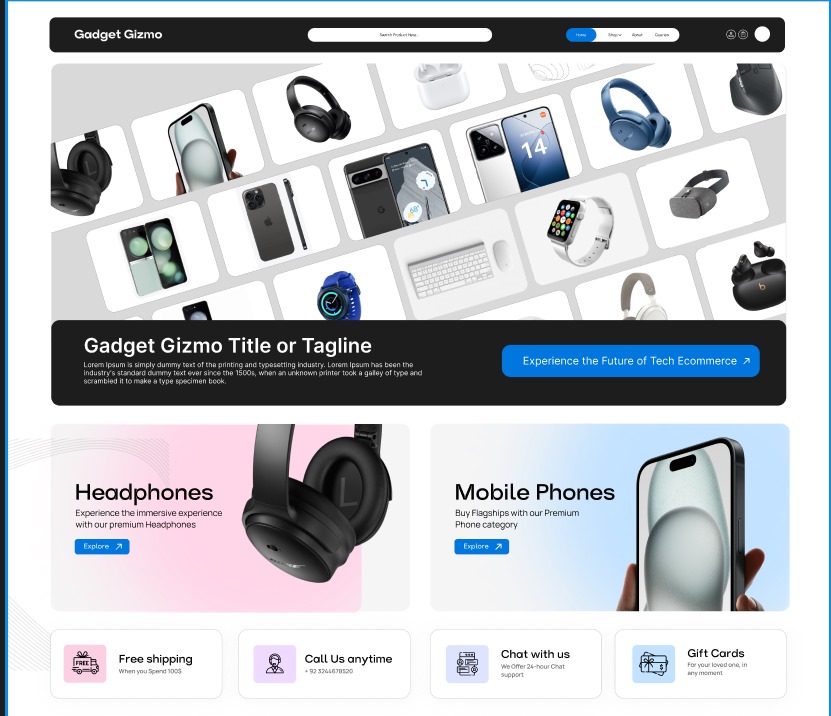 Gadget Gizmo
Search Product Here..
Home
Shop
About
14
68°
Gadget Gizmo Title or Tagline
Lorem Ipsum is simply dummy text of the printing and typesetting industry. Lorem Ipsum has been the
industry's standard dummy text ever since the 1500s, when an unknown printer took a galley of type and
scrambled it to make a type specimen book.
Experience the Future of Tech Ecommerce
Headphones
Experience the immersive experience
with our premium Headphones
Explore
L
Mobile Phones
Buy Flagships with our Premium
Phone category
Explore
FREE
Free shipping
When you Spend 100$
Call Us anytime
+ 92 3244678520
Chat with us
We Offer 24-hour Chat
support
$
Gift Cards
For your loved one, in
any moment